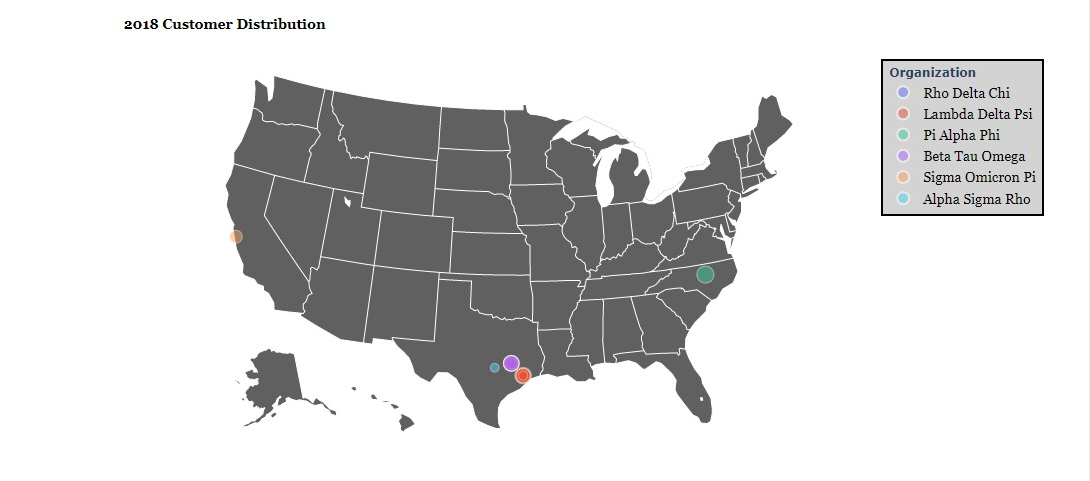 2018 Customer Distribution
Organization
Rho Delta Chi
Lambda Delta Psi
Pi Alpha Phi
Beta Tau Omega
Sigma Omicron Pi
Alpha Sigma Rho